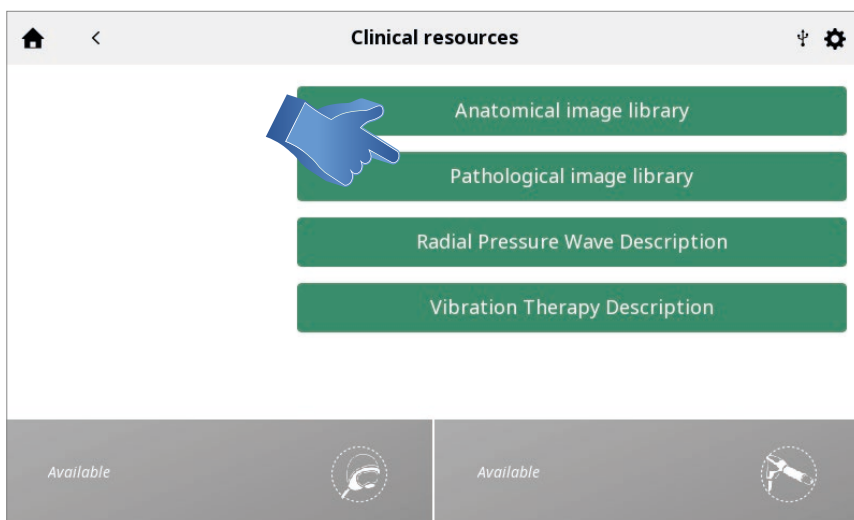 Clinical resources
Anatomical image library
Pathological image library
Radial Pressure Wave Description
Vibration Therapy Description
Available
Available